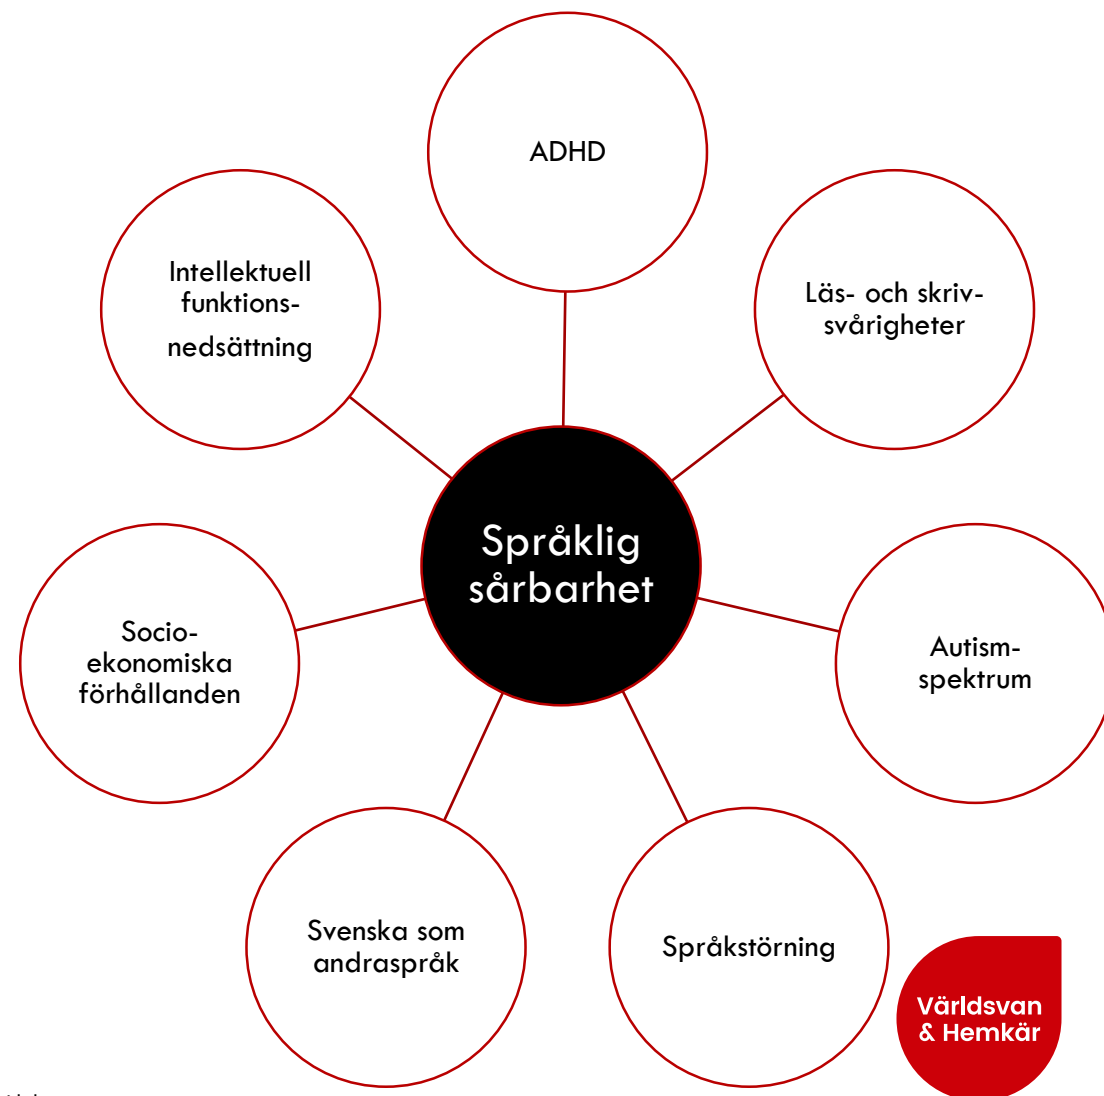 ADHD
Intellektuell
funktions-
nedsättning
Läs- och skriv-
svårigheter
Språklig
sårbarhet
Socio-
ekonomiska
förhållanden
Autism-
spektrum
Svenska som
andraspråk
Språkstörning
Världsvan
& Hemkär